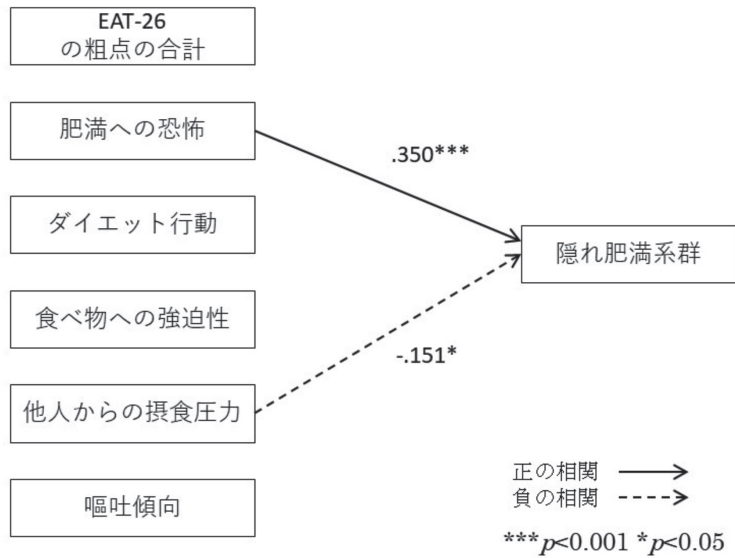 EAT-26
の粗点の合計
肥満への恐怖
.350***
ダイエット行動
隠れ肥満系群
食べ物への強迫性
-.151*
他人からの摂食圧力
嘔吐傾向
正の相関
負の相関
***p<0.001 *p<0.05